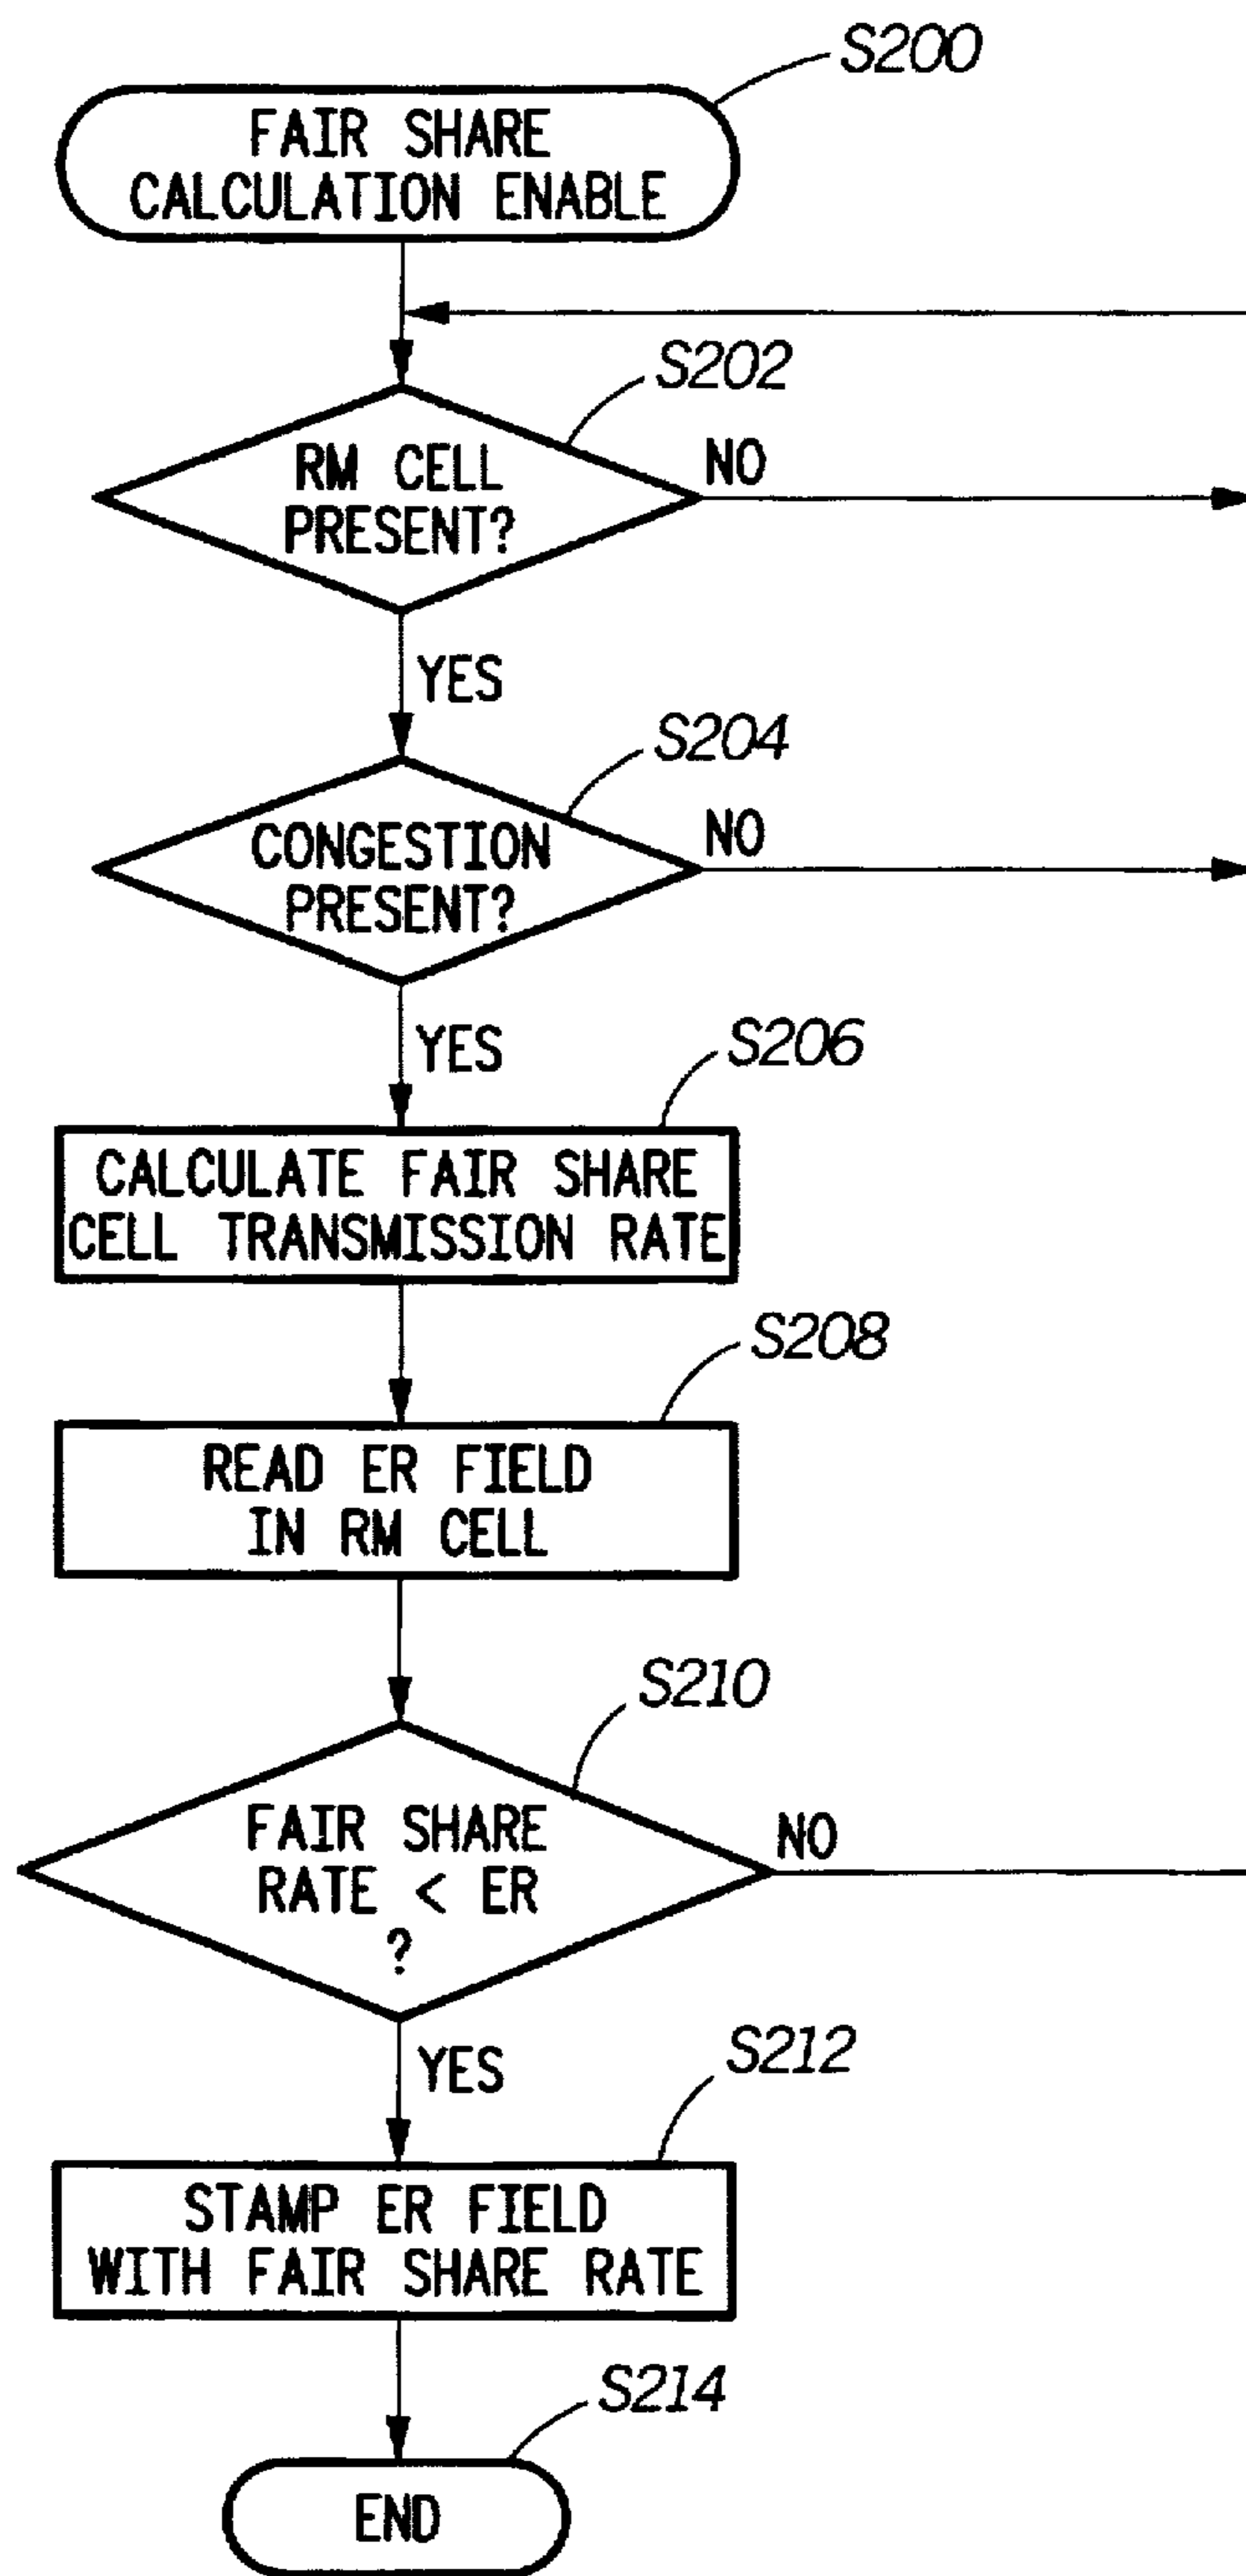 S200
FAIR SHARE
CALCULATION ENABLE
S202
RM CELL
PRESENT?
NO
YES
S204
CONGESTION
PRESENT?
NO
YES
S206
CALCULATE FAIR SHARE
CELL TRANSMISSION RATE
S208
READ ER FIELD
IN RM CELL
S210
FAIR SHARE
RATE < ER
?
NO
YES
S212
STAMP ER FIELD
WITH FAIR SHARE RATE
S214
END